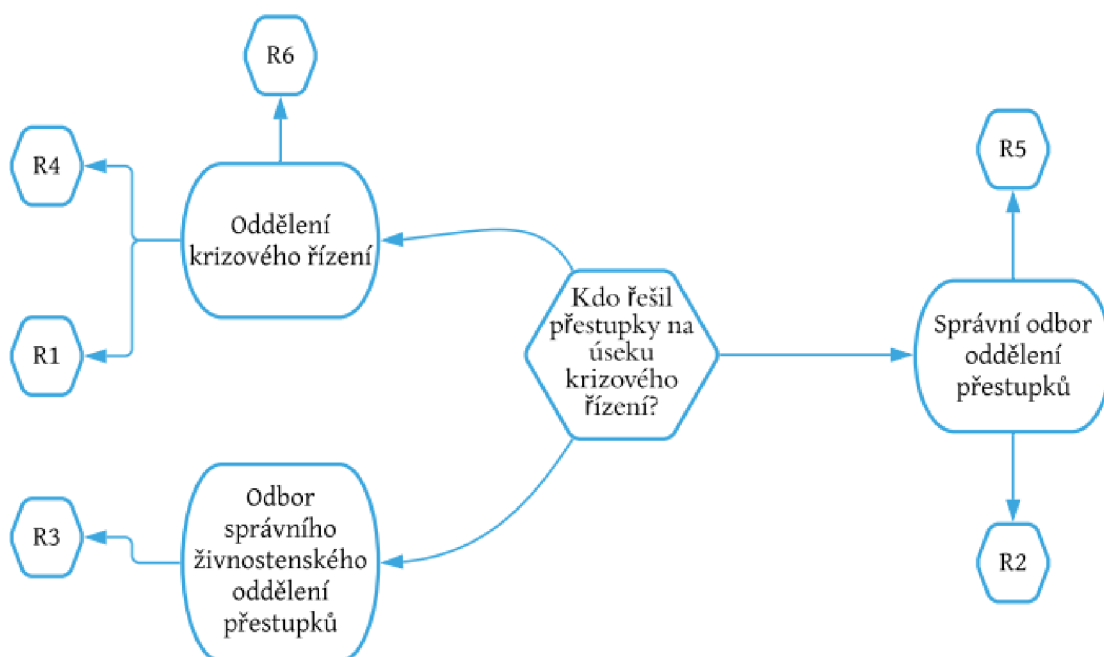 R6
R4
R5
Oddělení
krizového řízení
Kdo řešil
přestupky na
úseku
krizového
řízení?
Správní odbor
oddělení
přestupků
R1
Odbor
správního
živnostenského
oddělení
přestupků
R3
R2